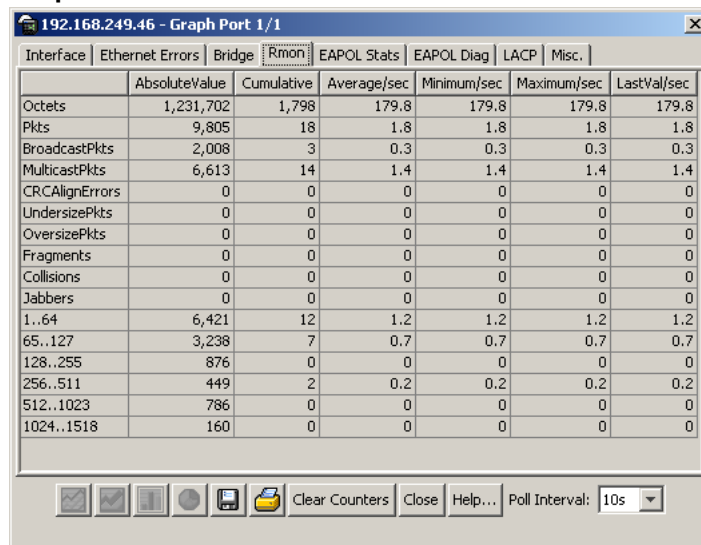 192.168.249.46 - Graph Port 1/1
Interface Ethernet Errors Bridge Rmon EAPOL Stats EAPOL Diag LACP Misc.
AbsoluteValue Cumulative Average/sec Minimum/sec Maximum/sec LastVal/sec
Octets 1,231,702 1,798 179.8 179.8 179.8 179.8
Pkts 9,805 18 1.8 1.8 1.8 1.8
BroadcastPkts 2,008 3 0.3 0.3 0.3 0.3
MulticastPkts 6,613 14 1.4 1.4 1.4 1.4
CRCAlignErrors 0 0 0 0 0 0
UndersizePkts 0 0 0 0 0 0
OversizePkts 0 0 0 0 0 0
Fragments 0 0 0 0 0 0
Collisions 0 0 0 0 0 0
Jabbers 0 0 0 0 0 0
1..64 6,421 12 1.2 1.2 1.2 1.2
65..127 3,238 7 0.7 0.7 0.7 0.7
128..255 876 0 0 0 0 0
256..511 449 2 0.2 0.2 0.2 0.2
512..1023 786 0 0 0 0 0
1024..1518 160 0 0 0 0 0
Clear Counters Close Help... Poll Interval: 10s